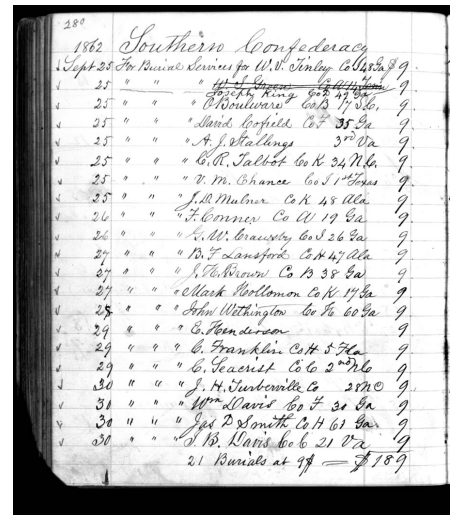 280
1862 Southern Confederacy
✓ Sept 25 For Burial Services for W. V. Tinley Co I 48 Ga $ 9.
25 " " " W. S. Green Co A 14 Tenn
Joseph King Co D 49 Ga 9.
✓ 25 " " " O Boulware Co B 17 S.C. 9.
✓ 25 " " " David Cofield Co F 35 Ga 9.
✓ 25 " " " A. J. Stallings 3rd Va 9.
✓ 25 " " " C. R. Talbot Co K 34 N.C. 9.
✓ 25 " " " V. M. Chance Co I 1st Texas 9.
✓ 25 " " " J. D. Mulner Co K 48 Ala 9.
✓ 26 " " " F. Conner Co A 19 Ga 9.
✓ 26 " " " G. W. Co I 26 Ga 9.
✓ 27 " " " B. F Lansford Co H 47 Ala 9.
✓ 27 " " " J. H. Brown Co B 38 Ga 9.
✓ 27 " " " Mark Hollomon Co K 17 Ga 9.
✓ 28 " " " John Wethington Co H 60 Ga 9.
✓ 29 " " " E. Henderson 9.
✓ 29 " " " C. Franklin Co H 5 Fla 9.
✓ 29 " " " C. Seacrist Co C 2nd N.C 9.
✓ 30 " " " J. H. Turberville Co 28 N C 9.
✓ 30 " " " Wm Davis Co F 30 Ga 9.
✓ 30 " " " Jas D Smith Co H 61 Ga. 9.
✓ 30 " " " B. Davis Co C 21 Va 9
21 Burials at 9$ — $ 189